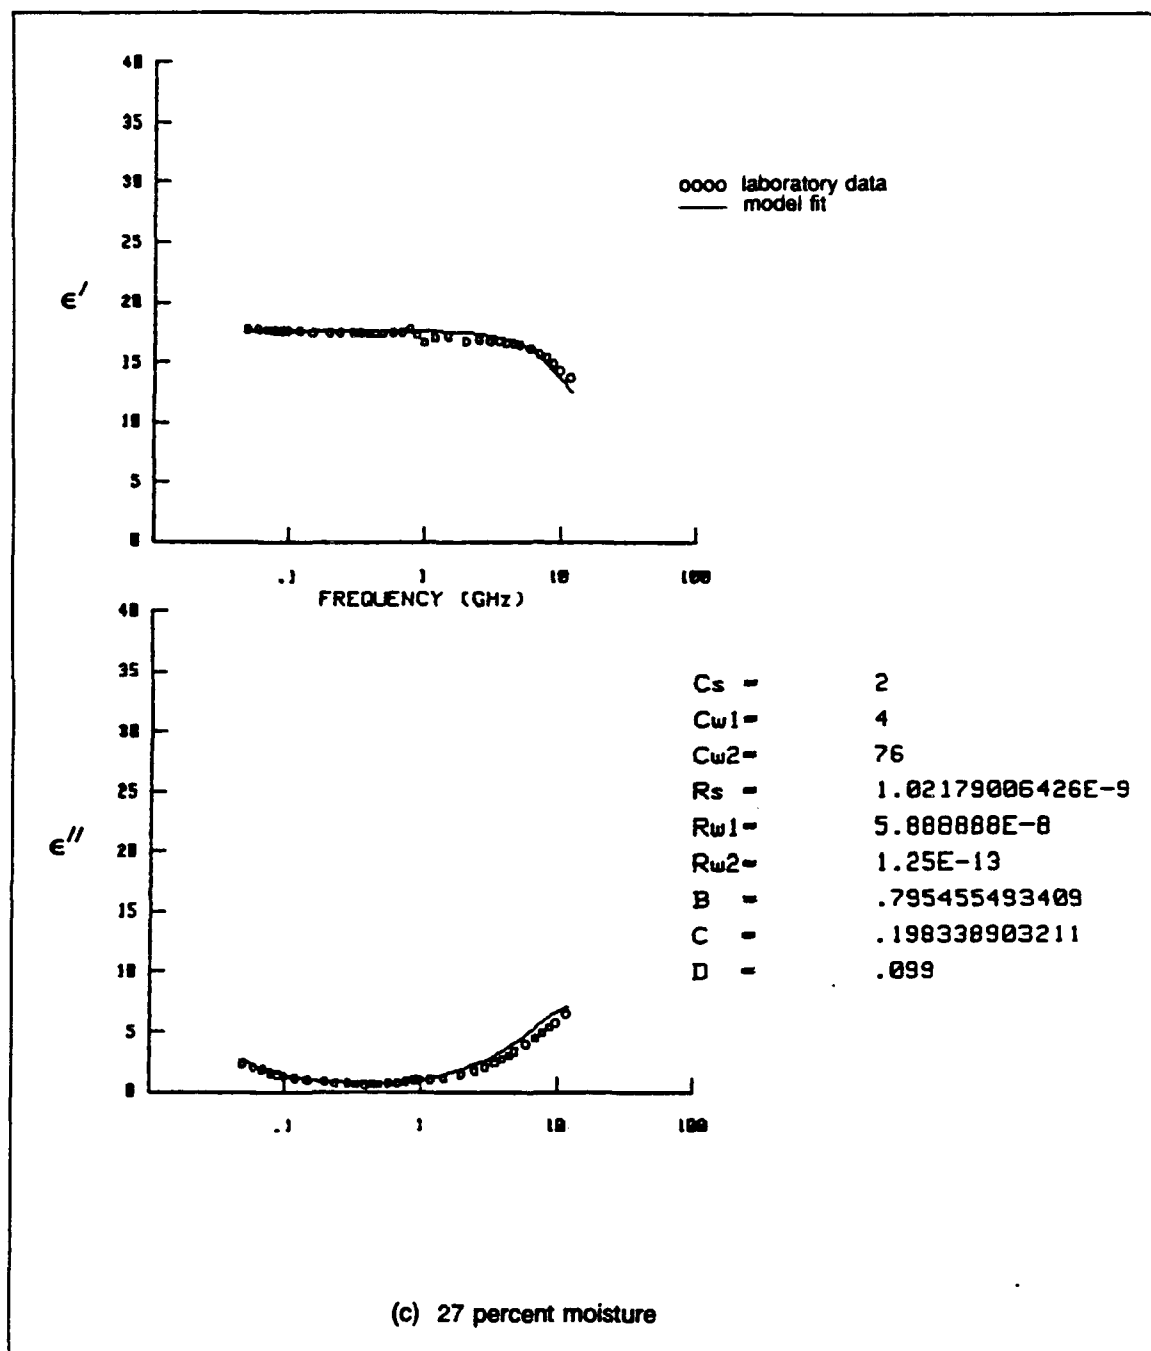 40
35
30
25
20
15
10
5
0
ϵ′
oooo laboratory data
model fit
.1 1 10 100
FREQUENCY (GHz)
40
35
30
25
20
15
10
5
0
ϵ″
.1 1 10 100
Cs = 2
Cw1= 4
Cw2= 76
Rs = 1.02179006426E-9
Rw1= 5.888888E-8
Rw2= 1.25E-13
B = .795455493409
C = .198338903211
D = .099
(c) 27 percent moisture